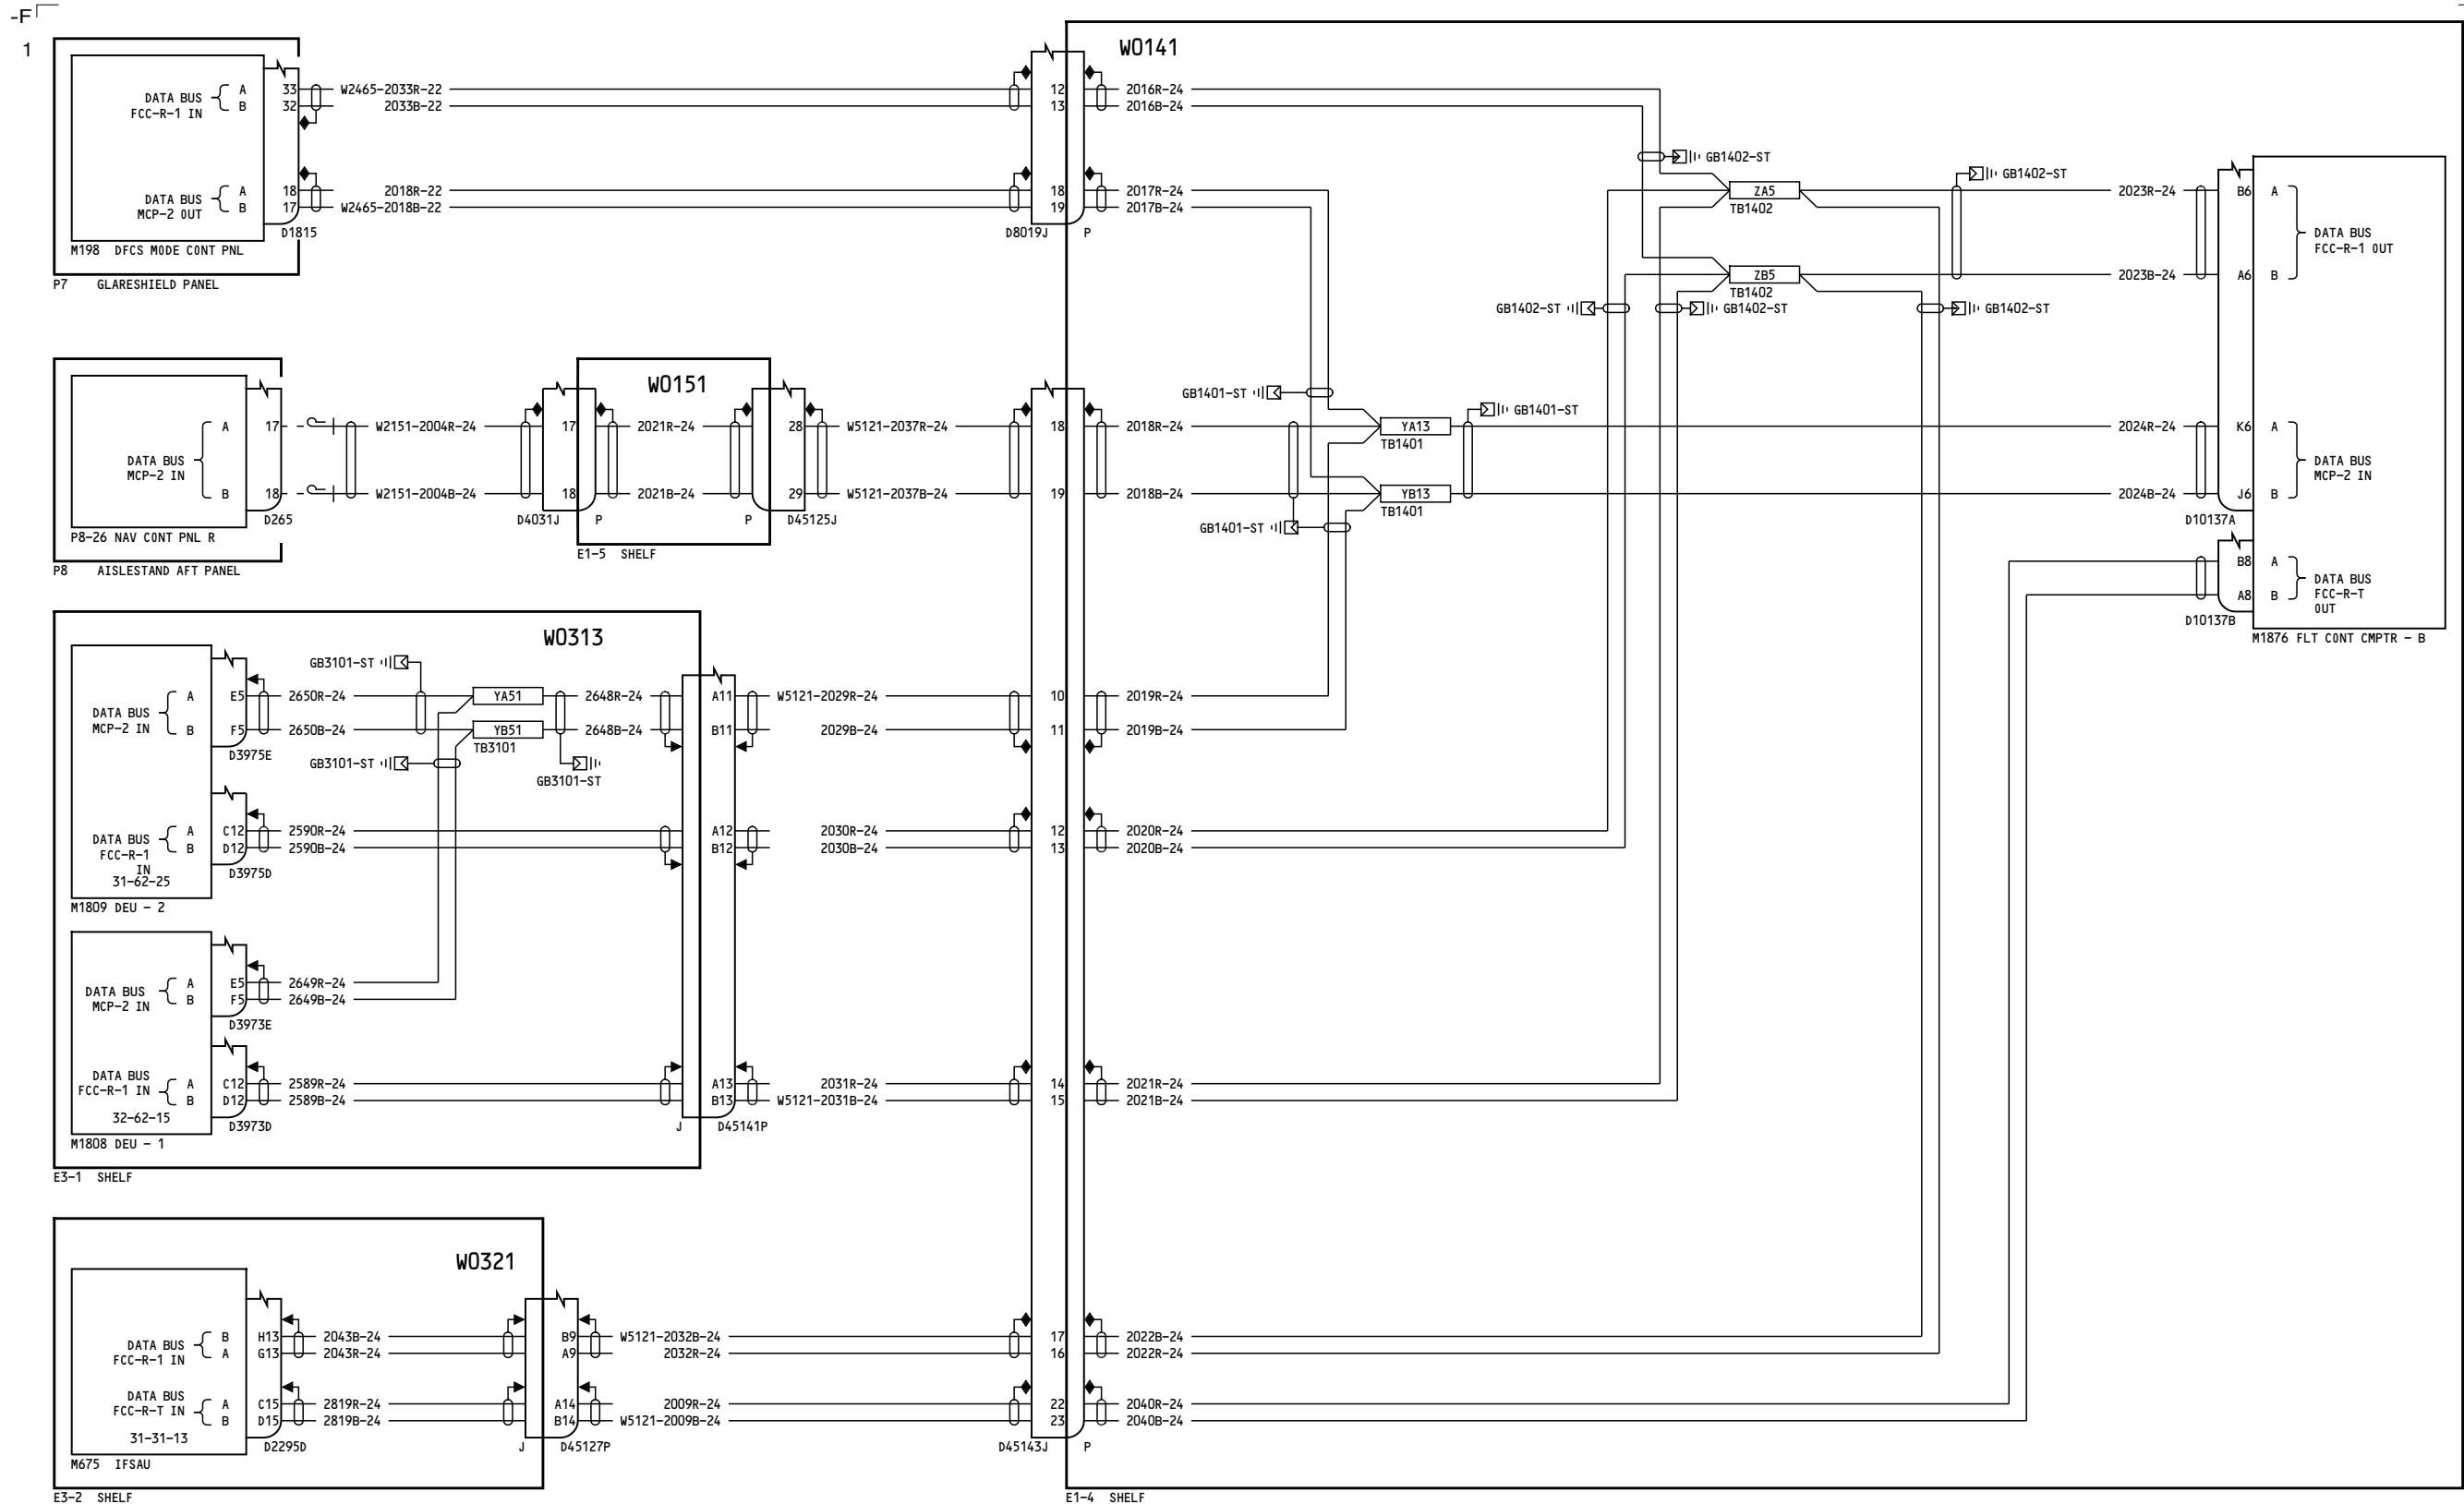 -F
1
W0141
DATA BUS
FCC-R-1 IN
A 33 W2465-2033R-22
B 32 2033B-22
12 2016R-24
13 2016B-24
DATA BUS
MCP-2 OUT
A 18 2018R-22
B 17 W2465-2018B-22
18 2017R-24
19 2017B-24
D1815
D8019J P
M198 DFCS MODE CONT PNL
P7 GLARESHIELD PANEL
GB1402-ST
GB1402-ST
ZA5
TB1402
2023R-24 B6 A
ZB5
TB1402
2023B-24 A6 B
DATA BUS
FCC-R-1 OUT
GB1402-ST
GB1402-ST
GB1402-ST
W0151
DATA BUS
MCP-2 IN
A 17 W2151-2004R-24 17 2021R-24 28 W5121-2037R-24 18 2018R-24
B 18 W2151-2004B-24 18 2021B-24 29 W5121-2037B-24 19 2018B-24
D265
D4031J P
P D45125J
P8-26 NAV CONT PNL R
E1-5 SHELF
P8 AISLESTAND AFT PANEL
GB1401-ST
GB1401-ST
YA13
TB1401
YB13
TB1401
GB1401-ST
2024R-24 K6 A
2024B-24 J6 B
DATA BUS
MCP-2 IN
D10137A
B8 A
A8 B
DATA BUS
FCC-R-T
OUT
D10137B
M1876 FLT CONT CMPTR - B
W0313
GB3101-ST
DATA BUS
MCP-2 IN
A E5 2650R-24 YA51 2648R-24 A11 W5121-2029R-24 10 2019R-24
B F5 2650B-24 YB51 2648B-24 B11 2029B-24 11 2019B-24
TB3101
D3975E
GB3101-ST
GB3101-ST
DATA BUS
FCC-R-1
IN
31-62-25
A C12 2590R-24 A12 2030R-24 12 2020R-24
B D12 2590B-24 B12 2030B-24 13 2020B-24
D3975D
M1809 DEU - 2
DATA BUS
MCP-2 IN
A E5 2649R-24
B F5 2649B-24
D3973E
DATA BUS
FCC-R-1 IN
32-62-15
A C12 2589R-24 A13 2031R-24 14 2021R-24
B D12 2589B-24 B13 W5121-2031B-24 15 2021B-24
D3973D
J D45141P
M1808 DEU - 1
E3-1 SHELF
W0321
DATA BUS
FCC-R-1 IN
B H13 2043B-24 B9 W5121-2032B-24 17 2022B-24
A G13 2043R-24 A9 2032R-24 16 2022R-24
DATA BUS
FCC-R-T IN
31-31-13
A C15 2819R-24 A14 2009R-24 22 2040R-24
B D15 2819B-24 B14 W5121-2009B-24 23 2040B-24
D2295D
J D45127P
D45143J P
M675 IFSAU
E3-2 SHELF
E1-4 SHELF